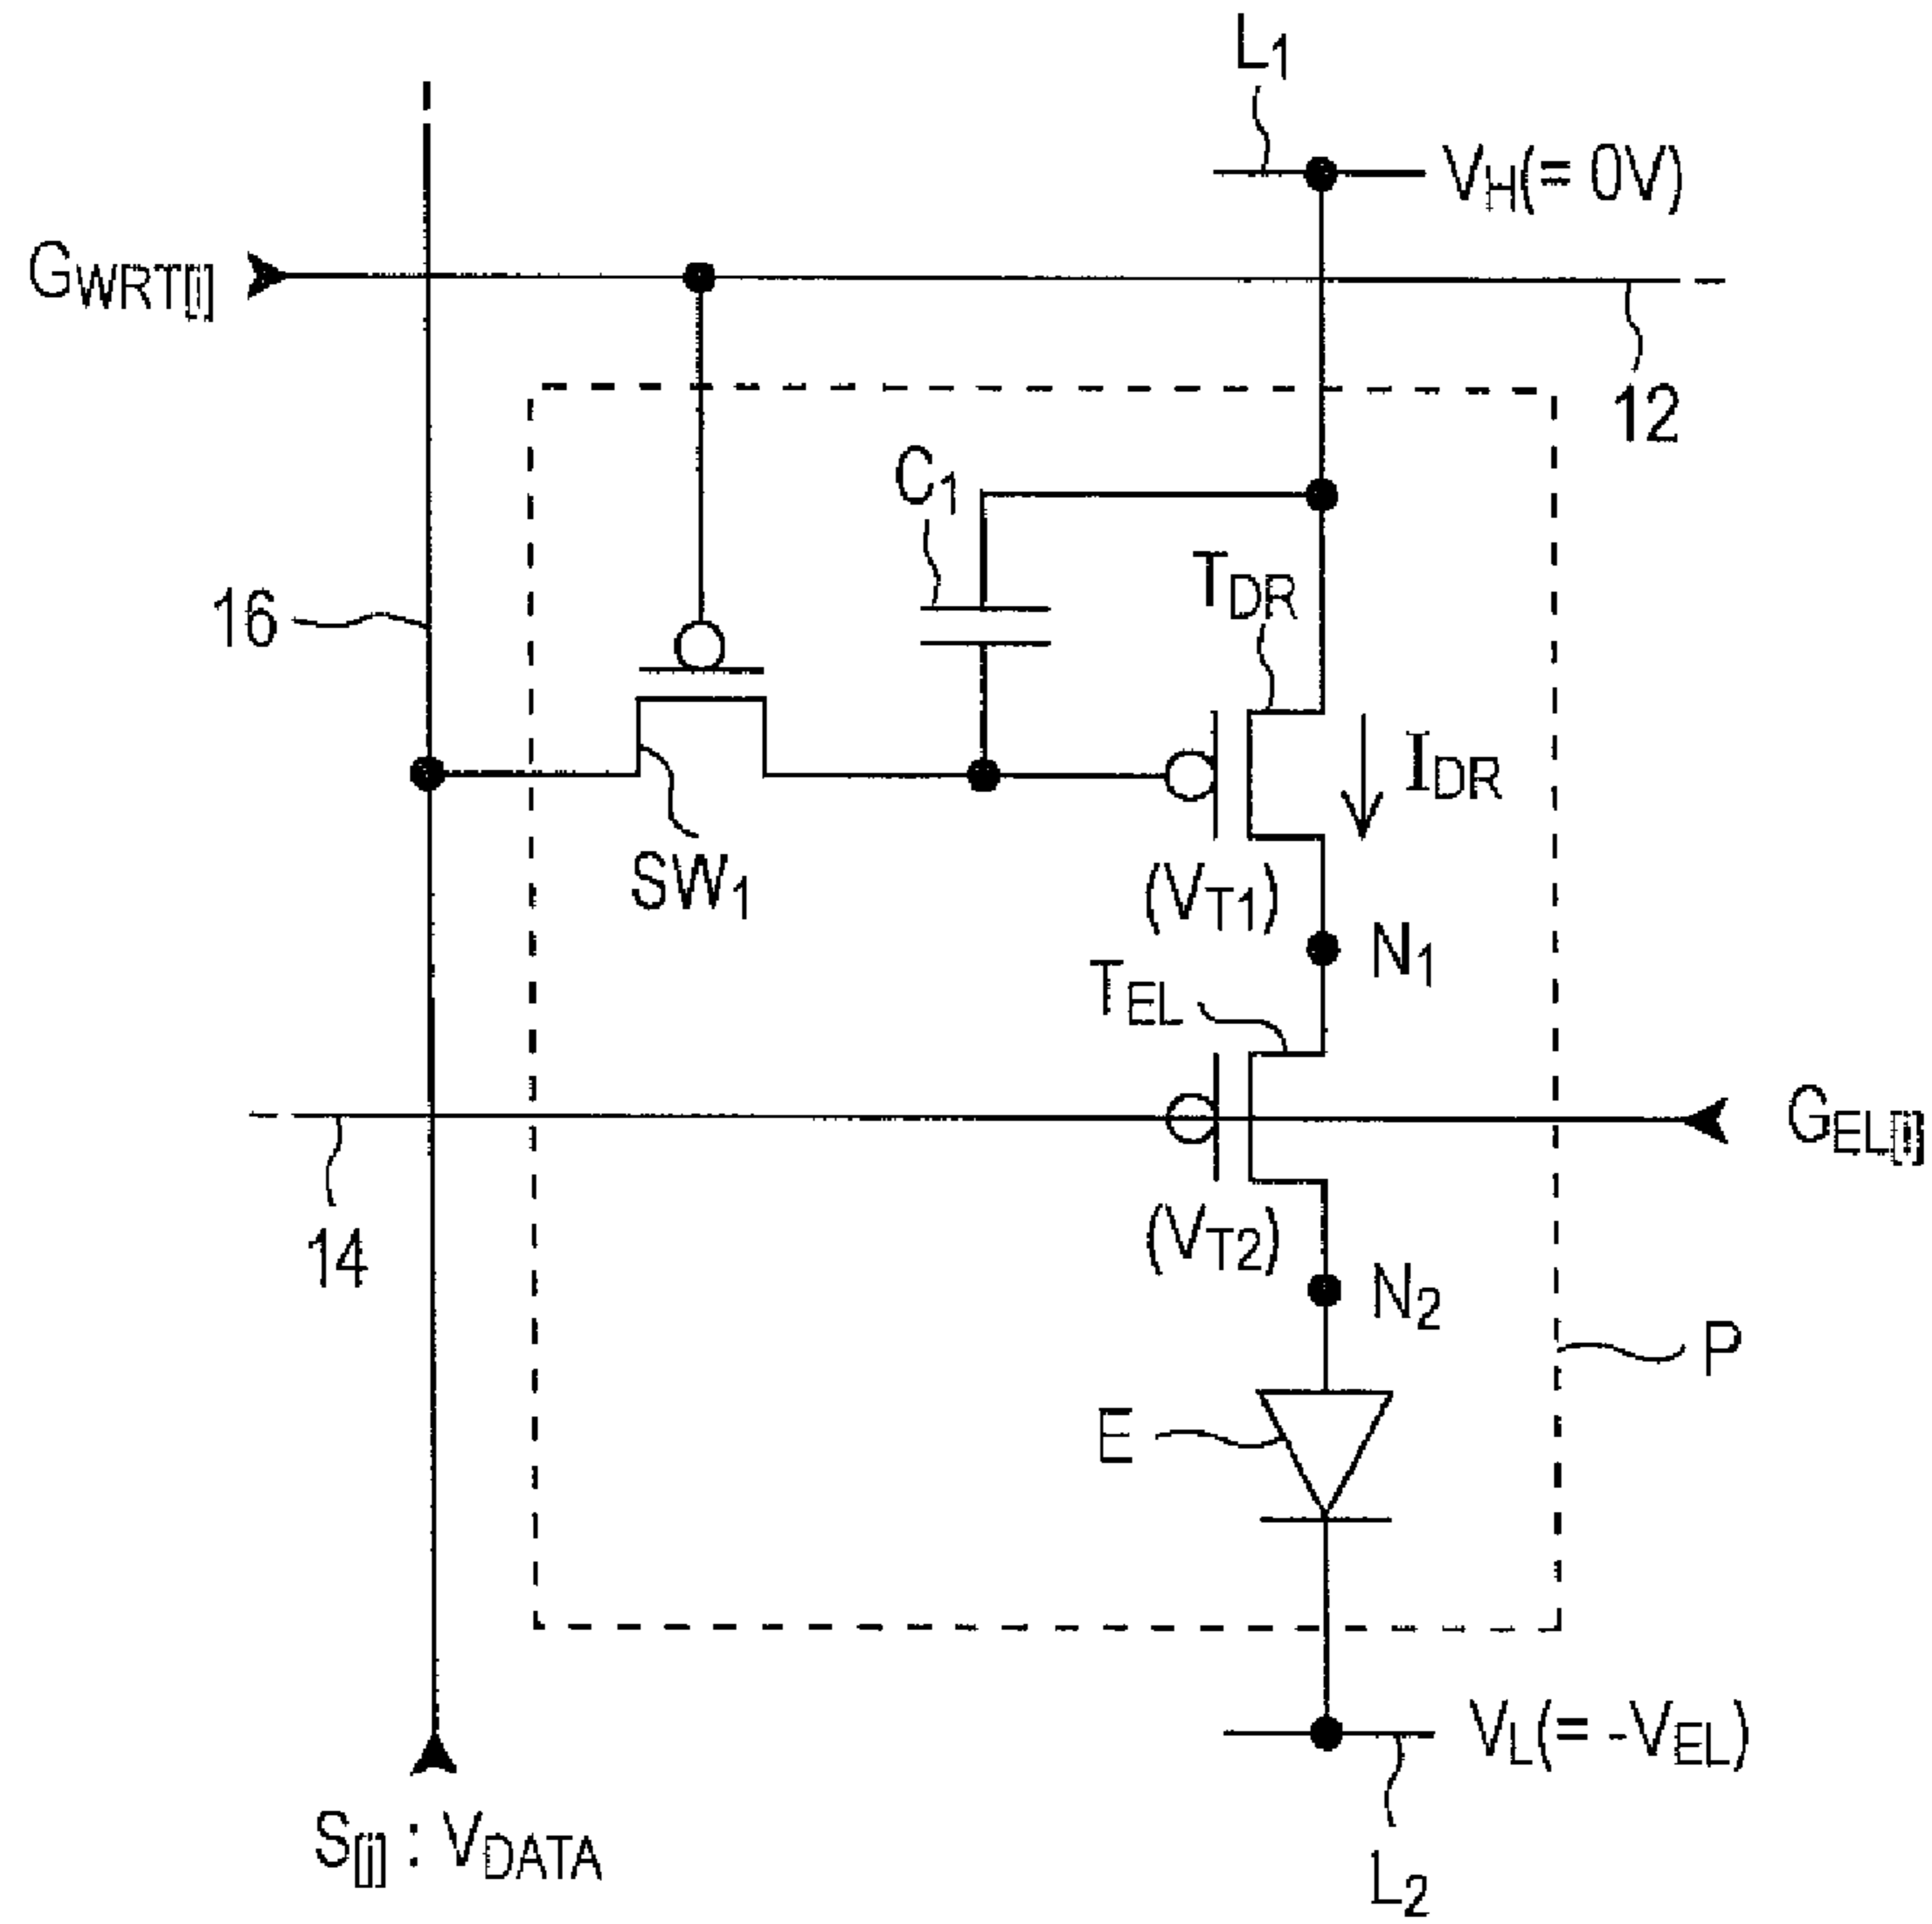 L1
VH(= 0V)
GWRT[i]
12
C1
TDR
16
IDR
SW1
(VT1)
N1
TEL
GEL[i]
14
(VT2)
N2
P
E
VL(= -VEL)
S[j] : VDATA
L2